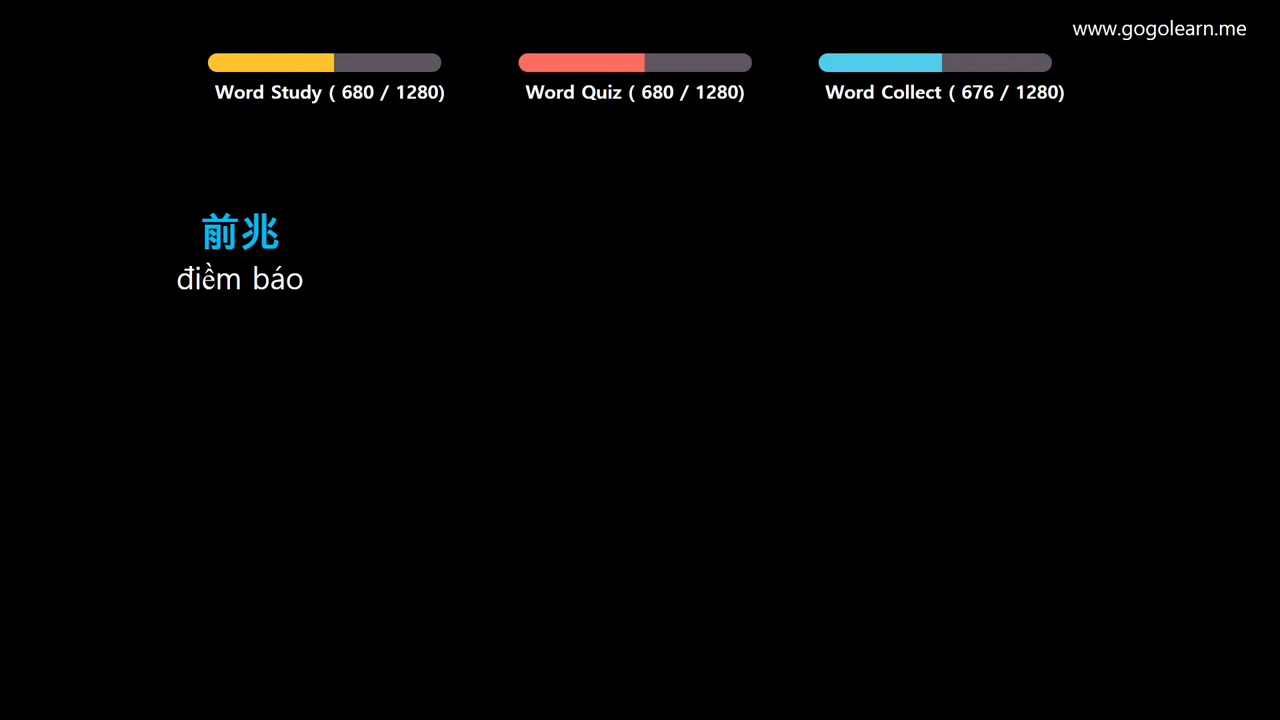 www.gogolearn.me
Word Study ( 680 / 1280)
Word Quiz ( 680 / 1280)
Word Collect ( 676 / 1280)
前兆
điềm báo